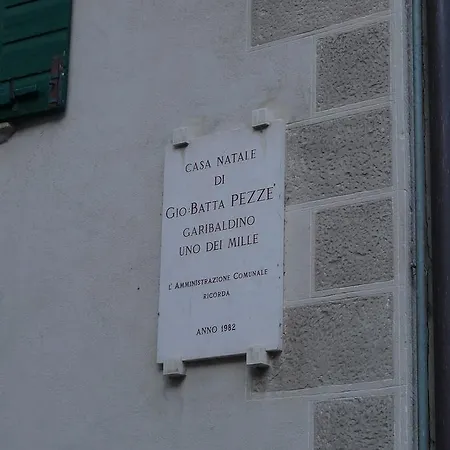 CASA NATALE
DI
GIO: BATTA PEZZE'
GARIBALDINO
UNO DEI MILLE
L'AMMINISTRAZIONE COMUNALE
RICORDA
ANNO 1982